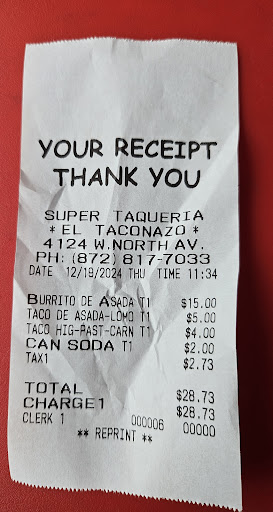 YOUR RECEIPT
THANK YOU
SUPER TAQUERIA
* EL TACONAZO *
4124 W.NORTH AV.
PH: (872) 817-7033
DATE 12/19/2024 THU TIME 11:34
BURRITO DE ASADA T1 $15.00
TACO DE ASADA-LOMO T1 $5.00
TACO HIG-PAST-CARN T1 $4.00
CAN SODA T1 $2.00
TAX1 $2.73
TOTAL $28.73
CHARGE1 $28.73
CLERK 1 000006 00000
** REPRINT **